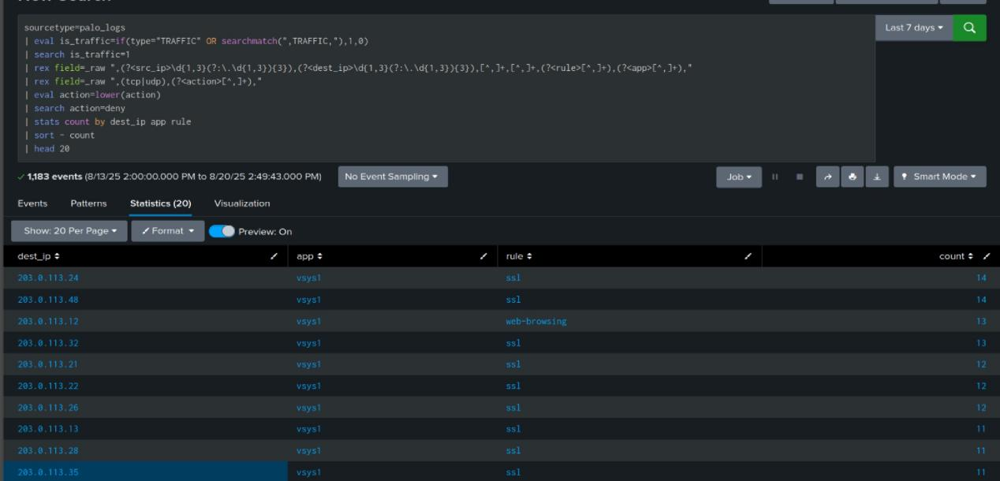 sourcetype=palo_logs
| eval is_traffic=if(type="TRAFFIC" OR searchmatch(",TRAFFIC,"),1,0)
| search is_traffic=1
| rex field=_raw ",(?<src_ip>\d{1,3}(?:\.\d{1,3}){3}),(?<dest_ip>\d{1,3}(?:\.\d{1,3}){3}),[^,]+,[^,]+,(?<rule>[^,]+),(?<app>[^,]+),"
| rex field=_raw ",(tcp|udp),(?<action>[^,]+),"
| eval action=lower(action)
| search action=deny
| stats count by dest_ip app rule
| sort - count
| head 20
Last 7 days
1,183 events (8/13/25 2:00:00.000 PM to 8/20/25 2:49:43.000 PM) No Event Sampling Job Smart Mode
Events Patterns Statistics (20) Visualization
Show: 20 Per Page Format Preview: On
dest_ip app rule count
203.0.113.24 vsys1 ssl 14
203.0.113.48 vsys1 ssl 14
203.0.113.12 vsys1 web-browsing 13
203.0.113.32 vsys1 ssl 13
203.0.113.21 vsys1 ssl 12
203.0.113.22 vsys1 ssl 12
203.0.113.26 vsys1 ssl 12
203.0.113.13 vsys1 ssl 11
203.0.113.28 vsys1 ssl 11
203.0.113.35 vsys1 ssl 11